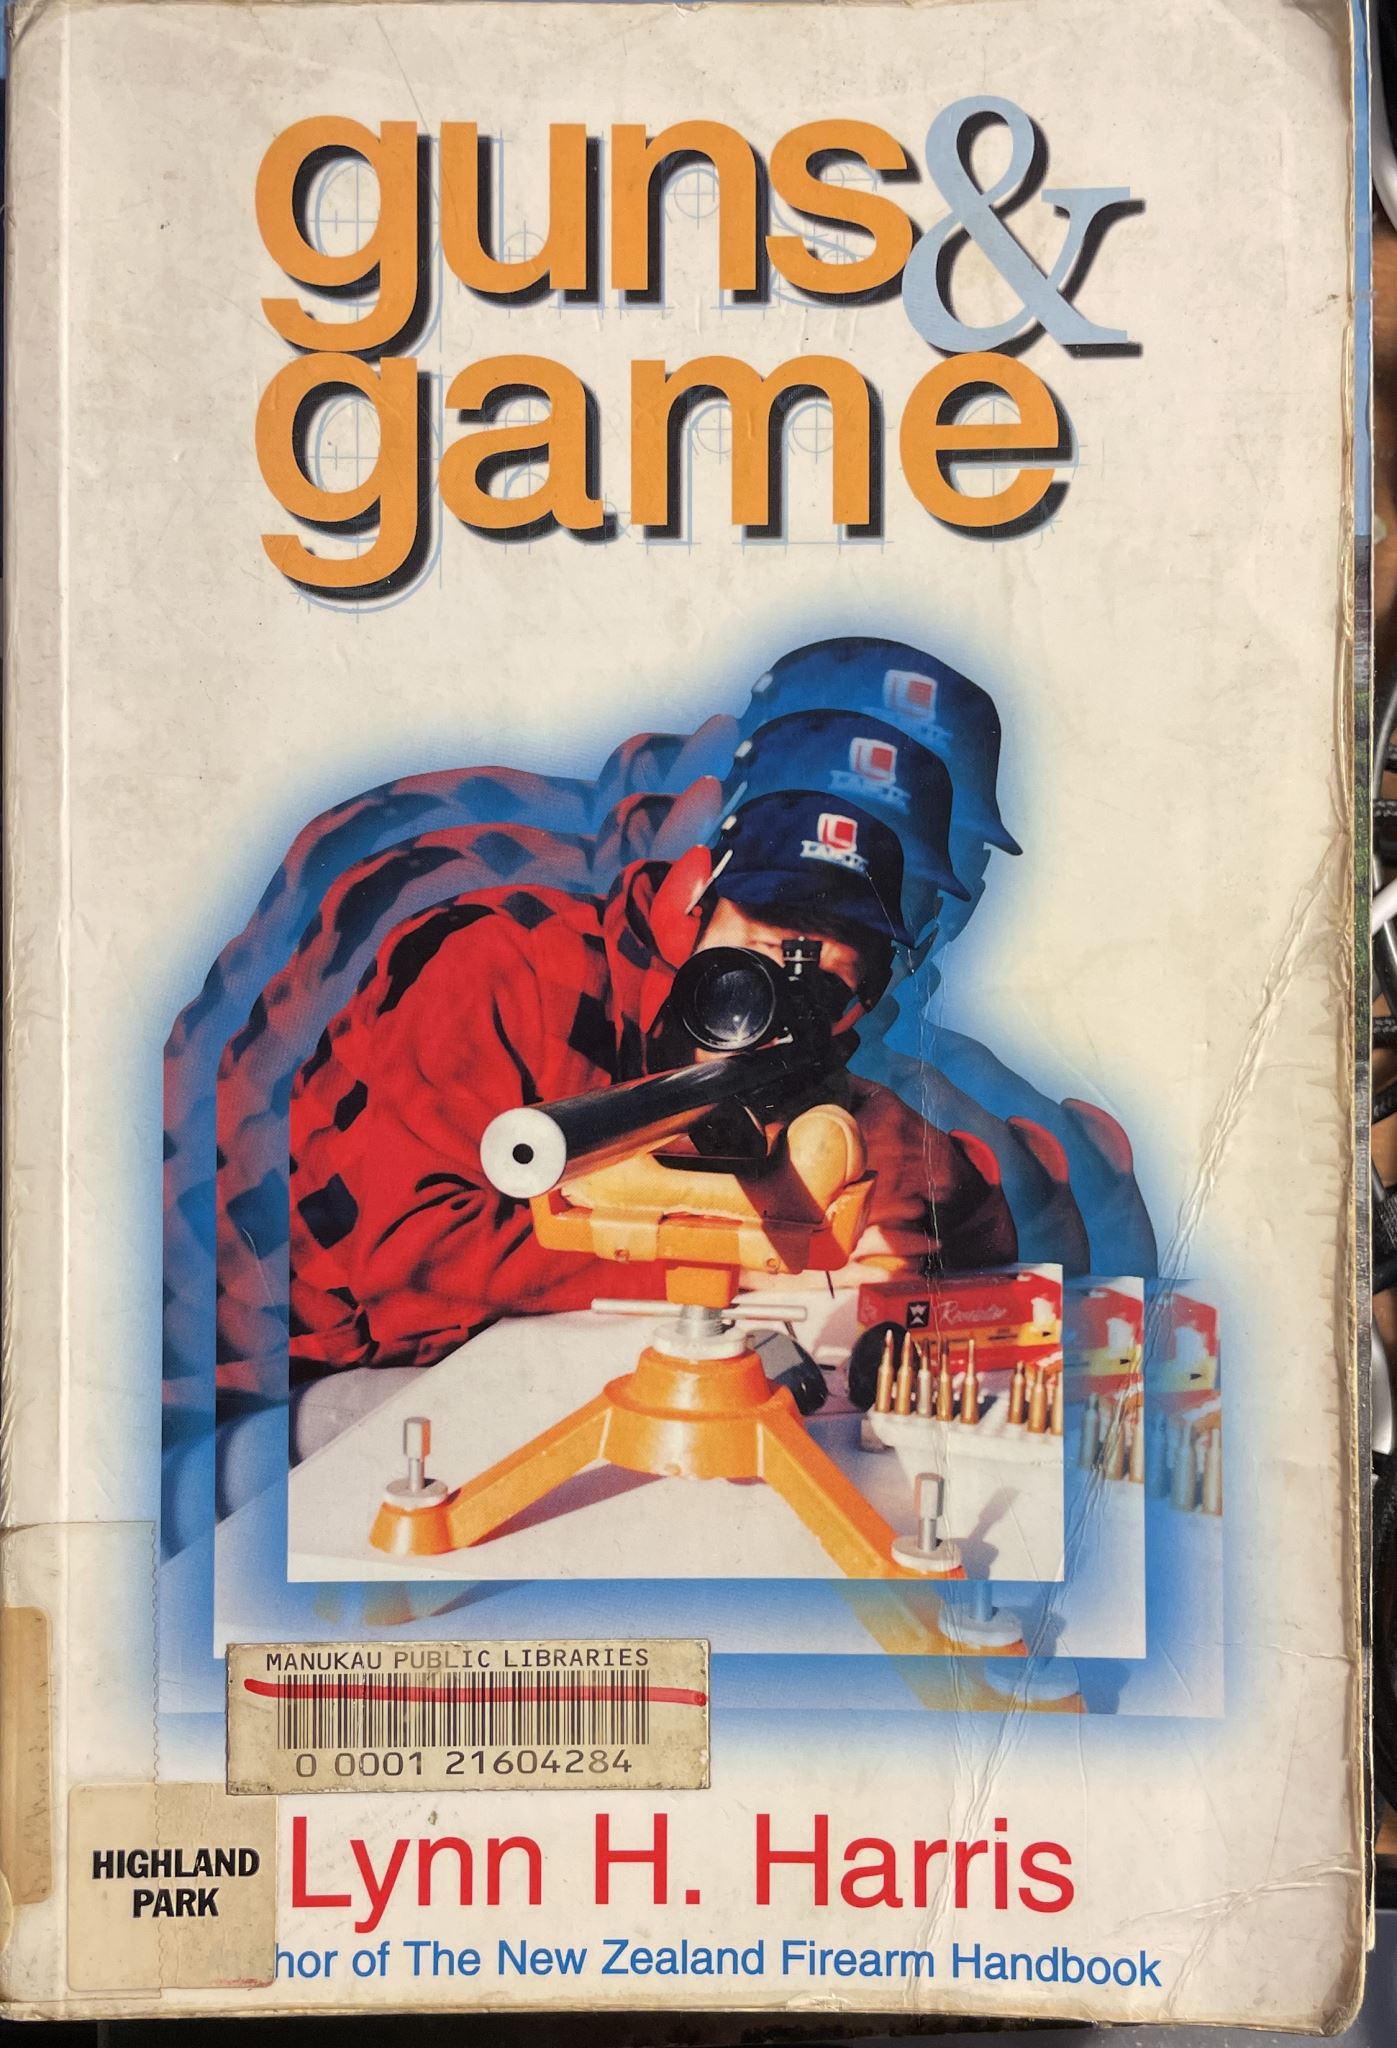 guns &
game
MANUKAU PUBLIC LIBRARIES
0 0001 21604284
HIGHLAND
PARK
Lynn H. Harris
hor of The New Zealand Firearm Handbook